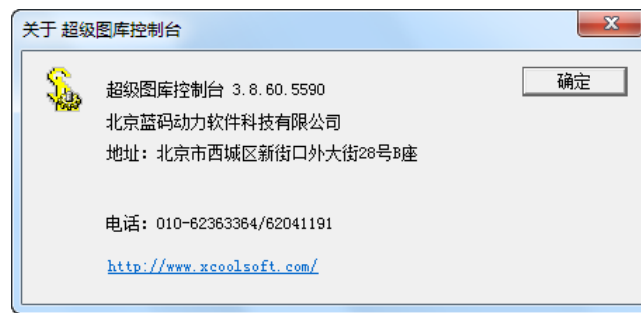 关于 超级图库控制台
确定
超级图库控制台 3.8.60.5590
北京蓝码动力软件科技有限公司
地址：北京市西城区新街口外大街28号B座
电话：010-62363364/62041191
http://www.xcoolsoft.com/